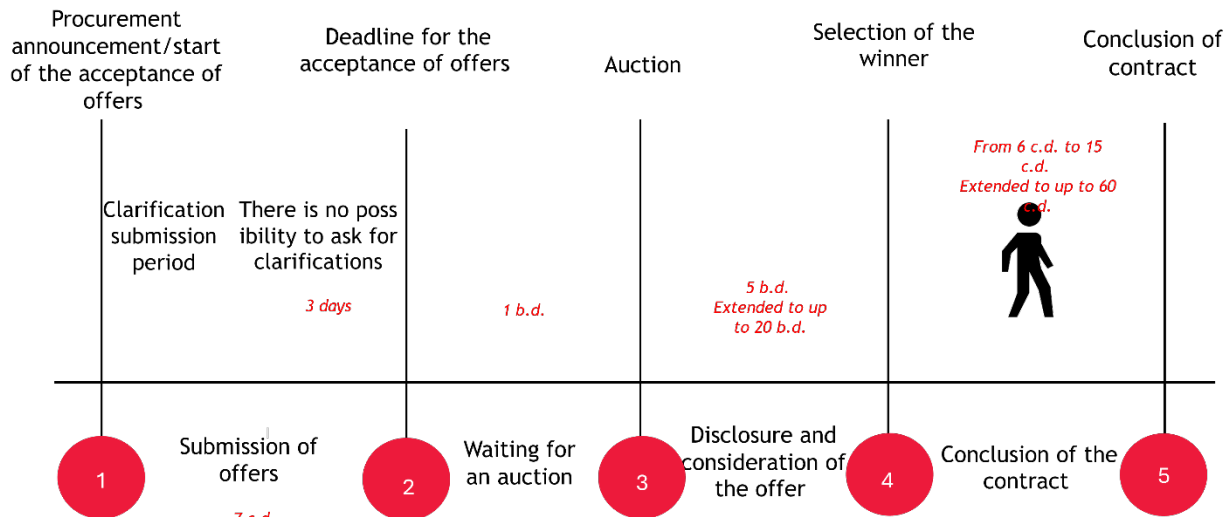 Procurement
announcement/start
of the acceptance of
offers
Deadline for the
acceptance of offers
Auction
Selection of the
winner
Conclusion of
contract
From 6 c.d. to 15
c.d.
Extended to up to 60
c.d.
Clarification
submission
period
There is no poss
ibility to ask for
clarifications
3 days
1 b.d.
5 b.d.
Extended to up
to 20 b.d.
1
Submission of
offers
7 c.d.
2
Waiting for
an auction
3
Disclosure and
consideration of
the offer
4
Conclusion of the
contract
5